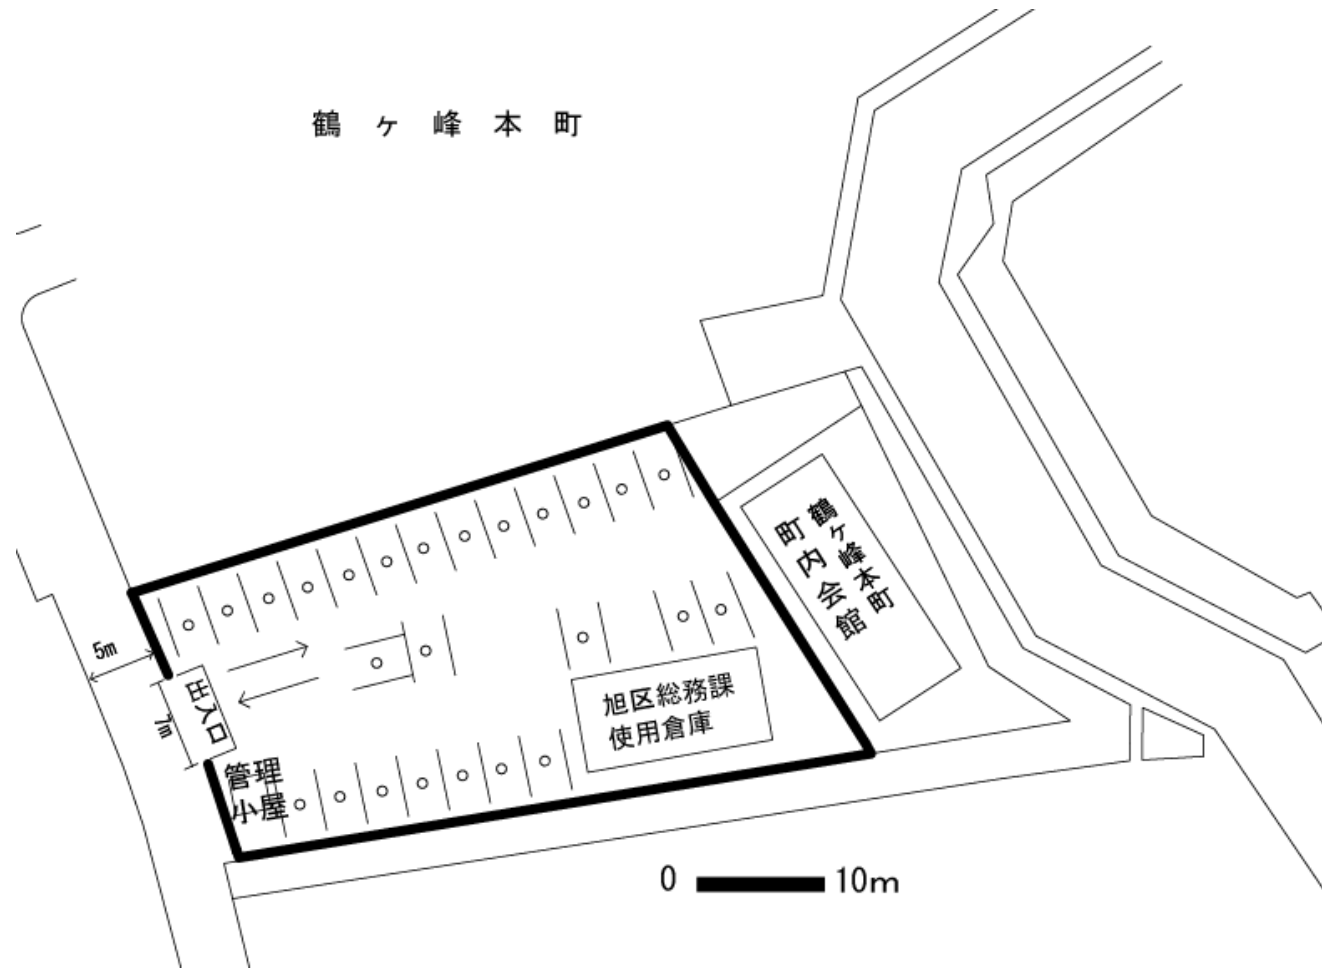 鶴ヶ峰本町
鶴ヶ峰本町
町内会館
5m
出入口
7m
旭区総務課
使用倉庫
管理
小屋
0 10m